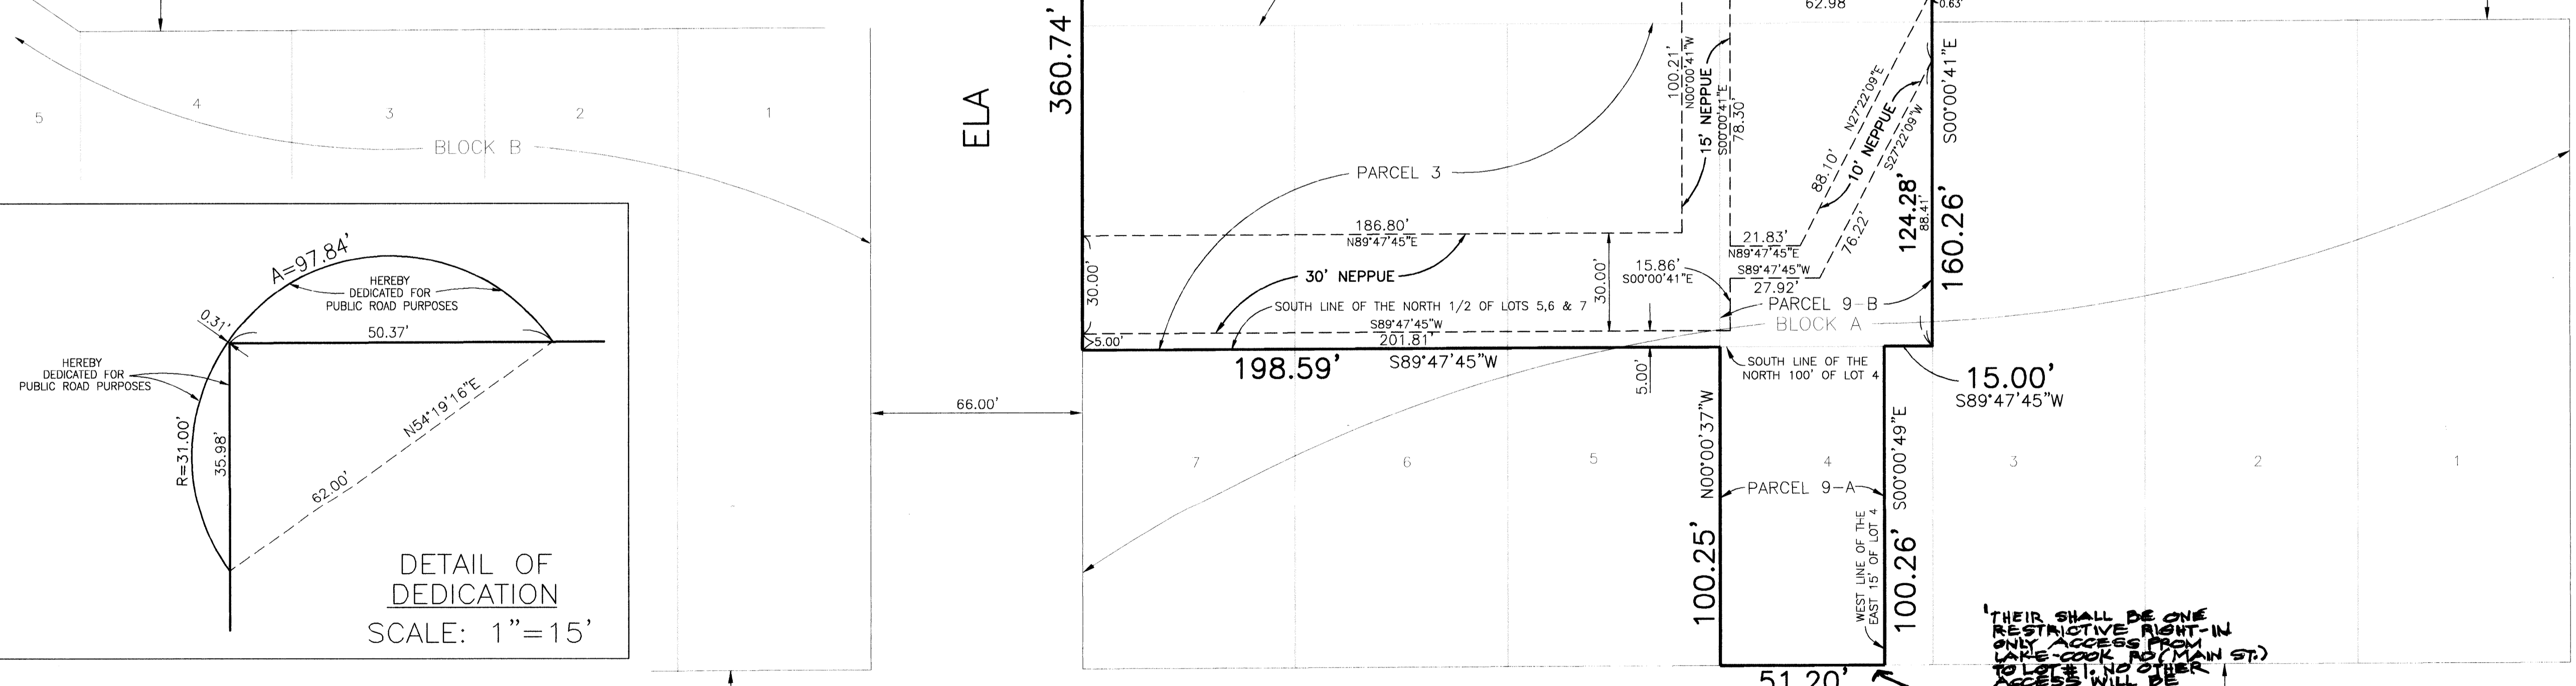 5
4
3
2
1
BLOCK B
A=97.84'
HEREBY
DEDICATED FOR
PUBLIC ROAD PURPOSES
0.31'
50.37'
HEREBY
DEDICATED FOR
PUBLIC ROAD PURPOSES
R=31.00'
35.98'
N54°19'16"E
62.00'
DETAIL OF
DEDICATION
SCALE: 1"=15'
ELA
66.00'
360.74'
PARCEL 3
100.21'
N00°00'41"W
15' NEPPUE
S00°00'41"E
78.30'
62.98
0.63'
N27°22'09"E
88.10'
10' NEPPUE
S27°22'09"W
76.22'
S00°00'41"E
124.28'
88.41'
160.26'
186.80'
N89°47'45"E
30' NEPPUE
30.00'
30.00'
15.86'
S00°00'41"E
21.83'
N89°47'45"E
S89°47'45"W
27.92'
PARCEL 9-B
BLOCK A
SOUTH LINE OF THE NORTH 1/2 OF LOTS 5,6 & 7
S89°47'45"W
201.81'
5.00'
198.59'
S89°47'45"W
5.00'
SOUTH LINE OF THE
NORTH 100' OF LOT 4
15.00'
S89°47'45"W
N00°00'37"W
100.25'
S00°00'49"E
100.26'
7
6
5
4
3
2
1
PARCEL 9-A
WEST LINE OF THE
EAST 15' OF LOT 4
51.20'
'THEIR SHALL BE ONE
RESTRICTIVE RIGHT-IN
ONLY ACCESS FROM
LAKE-COOK RD (MAIN ST.)
TO LOT #1. NO OTHER
ACCESS WILL BE